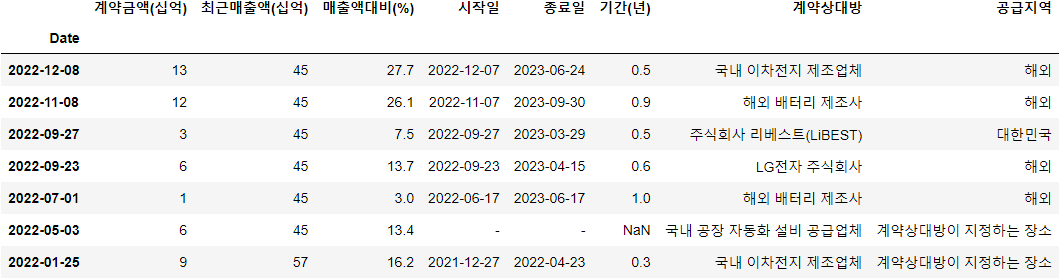 계약금액(십억) 최근매출액(십억) 매출액대비(%) 시작일 종료일 기간(년) 계약상대방 공급지역
Date
2022-12-08 13 45 27.7 2022-12-07 2023-06-24 0.5 국내 이차전지 제조업체 해외
2022-11-08 12 45 26.1 2022-11-07 2023-09-30 0.9 해외 배터리 제조사 해외
2022-09-27 3 45 7.5 2022-09-27 2023-03-29 0.5 주식회사 리베스트(LiBEST) 대한민국
2022-09-23 6 45 13.7 2022-09-23 2023-04-15 0.6 LG전자 주식회사 해외
2022-07-01 1 45 3.0 2022-06-17 2023-06-17 1.0 해외 배터리 제조사 해외
2022-05-03 6 45 13.4 - - NaN 국내 공장 자동화 설비 공급업체 계약상대방이 지정하는 장소
2022-01-25 9 57 16.2 2021-12-27 2022-04-23 0.3 국내 이차전지 제조업체 계약상대방이 지정하는 장소